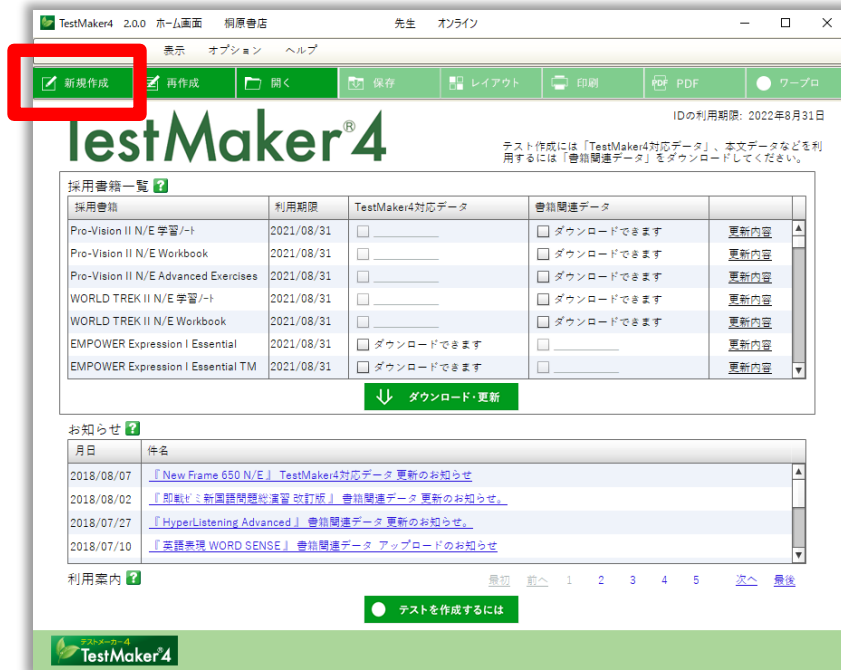 TestMaker4 2.0.0 ホーム画面 桐原書店 先生 オンライン
表示 オプション ヘルプ
新規作成 再作成 開く 保存 レイアウト 印刷 PDF ワープロ
IDの利用期限: 2022年8月31日
TestMaker®4
テスト作成には「TestMaker4対応データ」、本文データなどを利
用するには「書籍関連データ」をダウンロードしてください。
採用書籍一覧 ?
採用書籍 利用期限 TestMaker4対応データ 書籍関連データ
Pro-Vision II N/E 学習ノート 2021/08/31 ダウンロードできます 更新内容
Pro-Vision II N/E Workbook 2021/08/31 ダウンロードできます 更新内容
Pro-Vision II N/E Advanced Exercises 2021/08/31 ダウンロードできます 更新内容
WORLD TREK II N/E 学習ノート 2021/08/31 ダウンロードできます 更新内容
WORLD TREK II N/E Workbook 2021/08/31 ダウンロードできます 更新内容
EMPOWER Expression I Essential 2021/08/31 ダウンロードできます 更新内容
EMPOWER Expression I Essential TM 2021/08/31 ダウンロードできます 更新内容
ダウンロード・更新
お知らせ ?
月日 件名
2018/08/07 『 New Frame 650 N/E 』 TestMaker4対応データ 更新のお知らせ
2018/08/02 『 即戦ゼミ新国語問題総演習 改訂版 』 書籍関連データ 更新のお知らせ。
2018/07/27 『 HyperListening Advanced 』 書籍関連データ 更新のお知らせ。
2018/07/10 『 英語表現 WORD SENSE 』 書籍関連データ アップロードのお知らせ
利用案内 ? 最初 前へ 1 2 3 4 5 次へ 最後
テストを作成するには
テストメーカー4
TestMaker®4